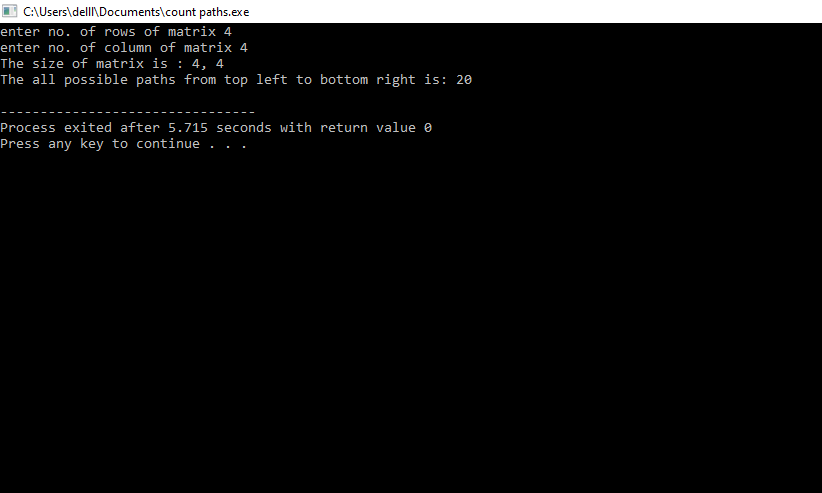 C:\Users\delll\Documents\count paths.exe
enter no. of rows of matrix 4
enter no. of column of matrix 4
The size of matrix is : 4, 4
The all possible paths from top left to bottom right is: 20
--------------------------------
Process exited after 5.715 seconds with return value 0
Press any key to continue . . .